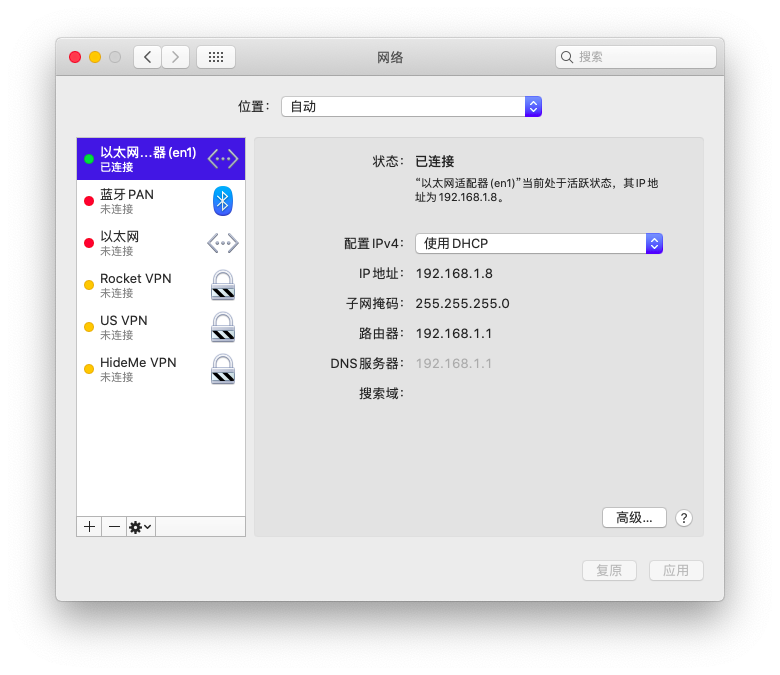 网络
搜索
位置：
自动
以太网...器 (en1)
已连接
蓝牙 PAN
未连接
以太网
未连接
Rocket VPN
未连接
US VPN
未连接
HideMe VPN
未连接
状态：
已连接
“以太网适配器 (en1)”当前处于活跃状态，其 IP 地
址为 192.168.1.8。
配置 IPv4：
使用 DHCP
IP 地址：
192.168.1.8
子网掩码：
255.255.255.0
路由器：
192.168.1.1
DNS 服务器：
192.168.1.1
搜索域：
高级...
?
复原
应用